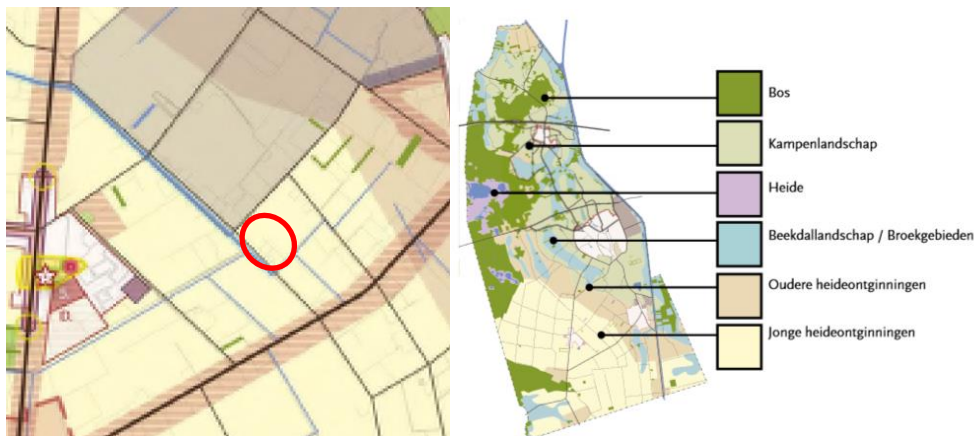 Bos
Kampenlandschap
Heide
Beekdallandschap / Broekgebieden
Oudere heideontginningen
Jonge heideontginningen